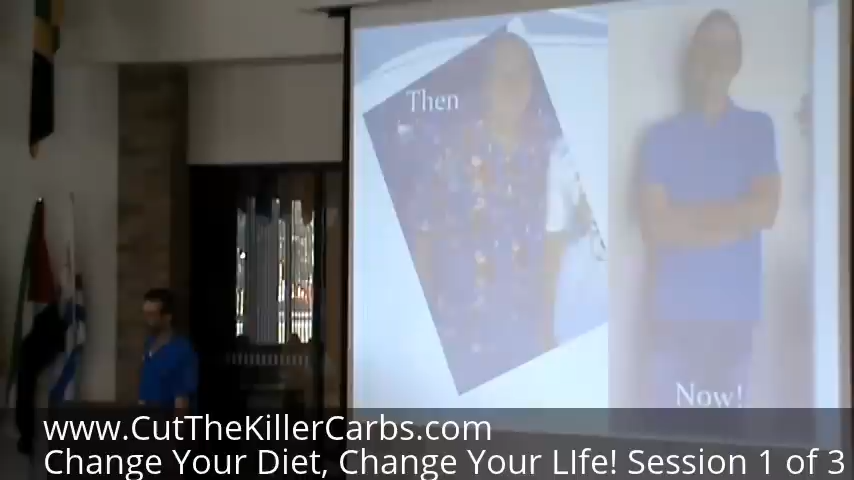 Then
Now!
www.CutTheKillerCarbs.com
Change Your Diet, Change Your LIfe! Session 1 of 3